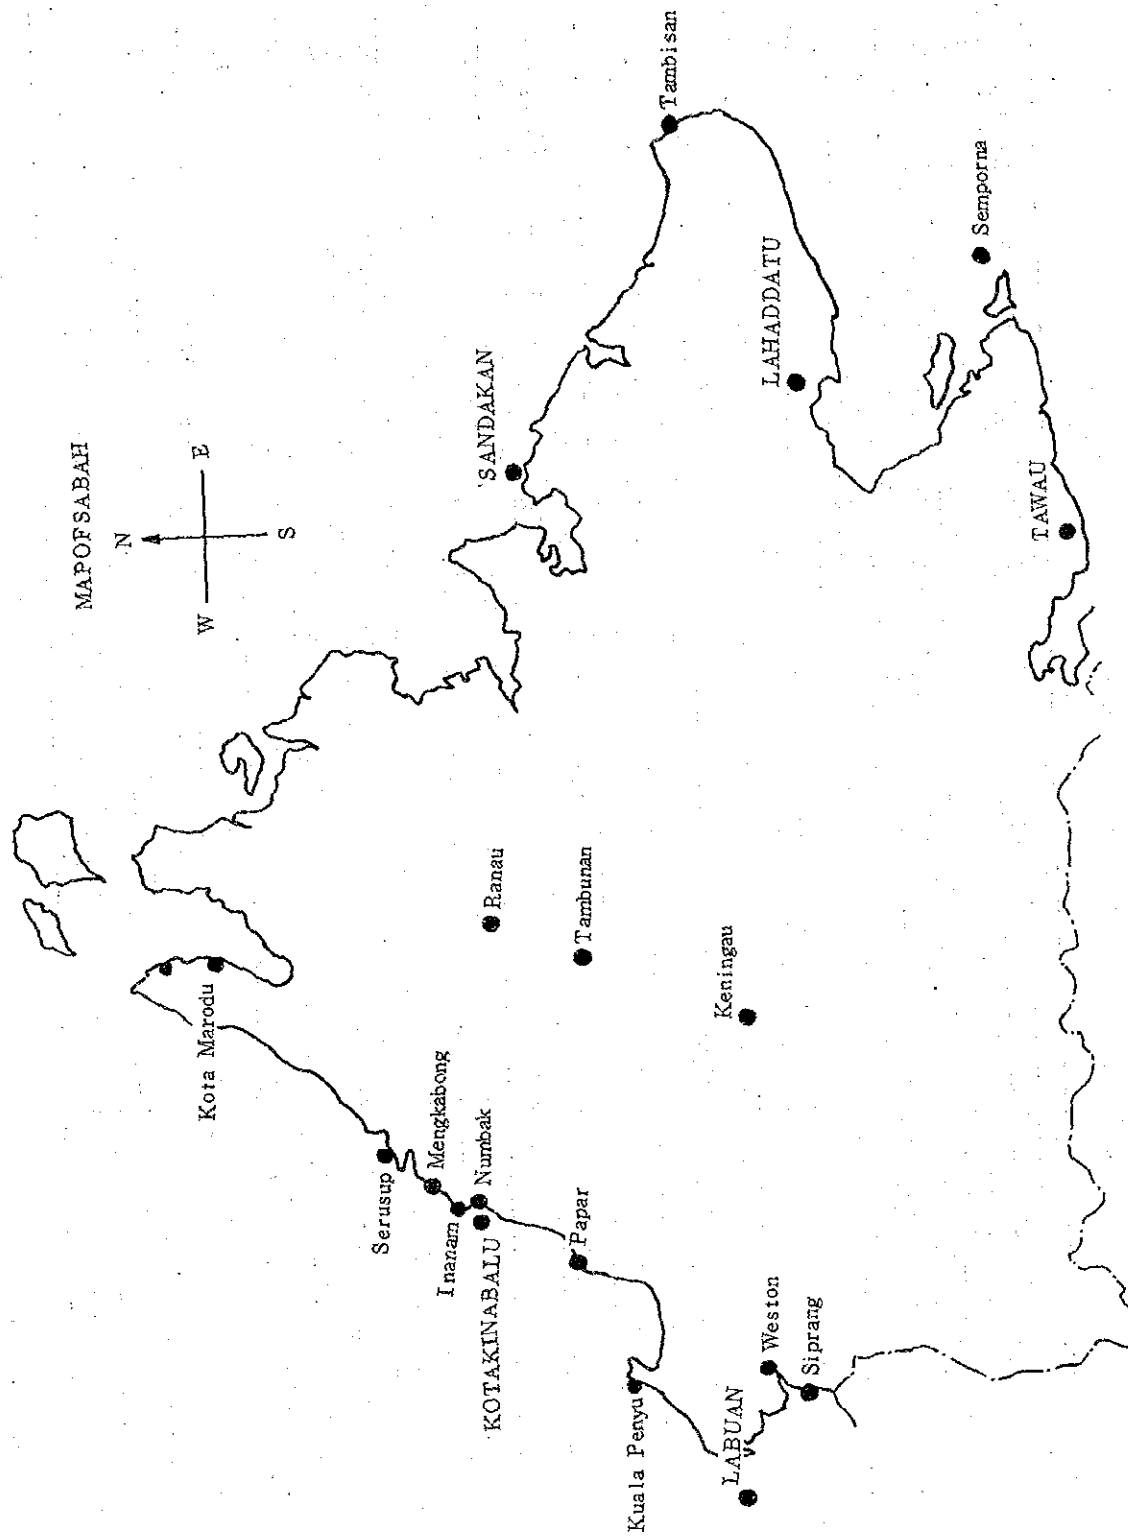 MAPOFSABAH
N
W
E
S
Kota Marodu
Serusup
Mengkabong
Inanam
Numbak
KOTAKINABALU
Ranau
SANDAKAN
Tambisan
Papar
Tambunan
Kuala Penyu
LABUAN
Weston
Siprang
Keningau
LAHADDATU
Semporna
TAWAU